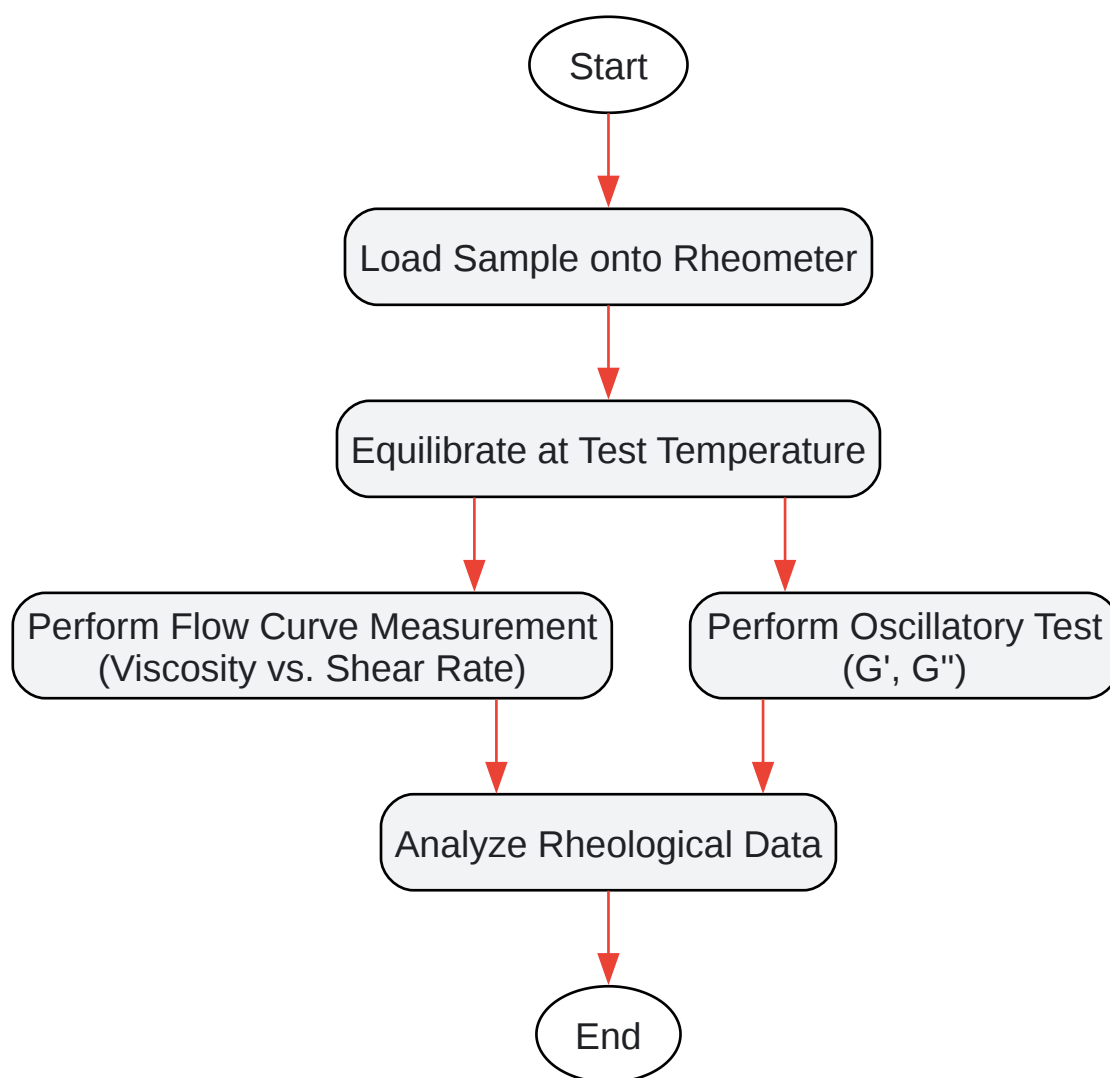 Start
Load Sample onto Rheometer
Equilibrate at Test Temperature
Perform Flow Curve Measurement
(Viscosity vs. Shear Rate)
Perform Oscillatory Test
(G', G")
Analyze Rheological Data
End